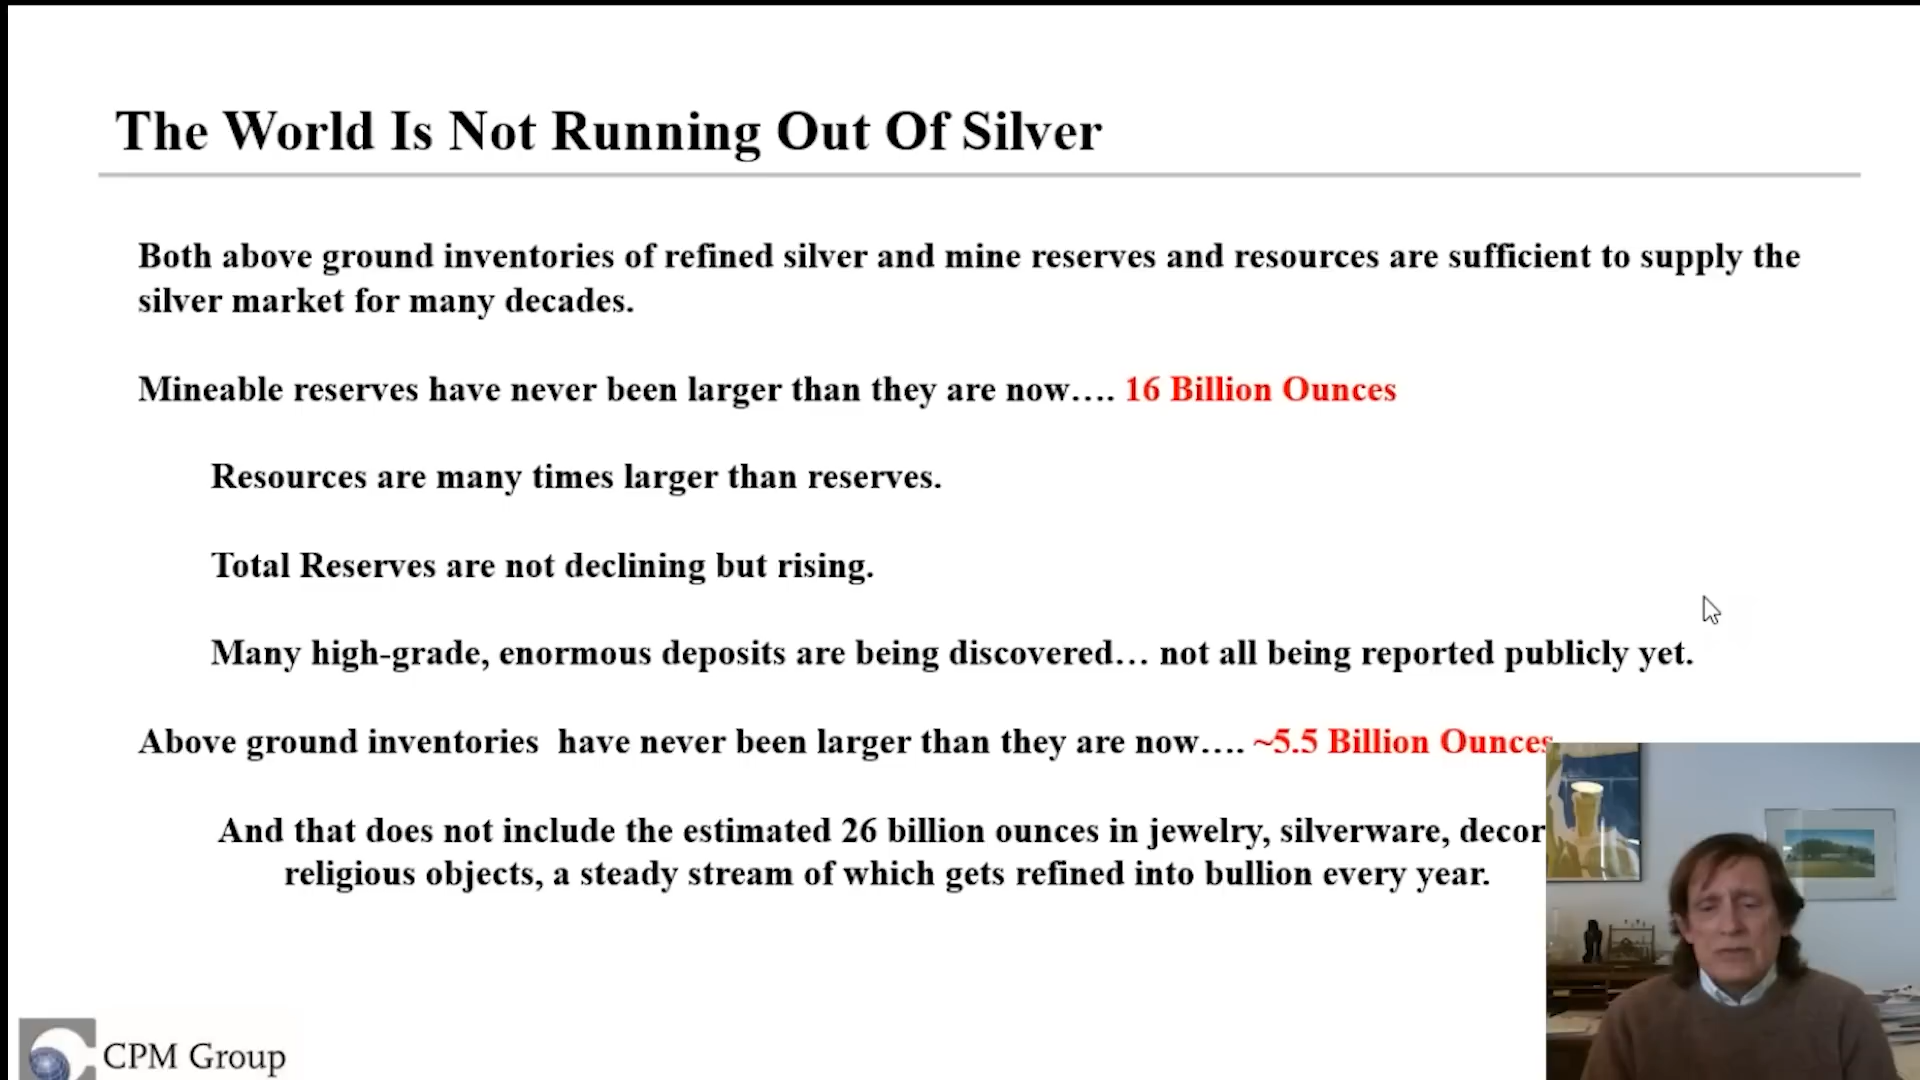 The World Is Not Running Out Of Silver
Both above ground inventories of refined silver and mine reserves and resources are sufficient to supply the
silver market for many decades.
Mineable reserves have never been larger than they are now…. 16 Billion Ounces
Resources are many times larger than reserves.
Total Reserves are not declining but rising.
Many high-grade, enormous deposits are being discovered… not all being reported publicly yet.
Above ground inventories  have never been larger than they are now…. ~5.5 Billion Ounces
And that does not include the estimated 26 billion ounces in jewelry, silverware, decor
religious objects, a steady stream of which gets refined into bullion every year.
CPM Group